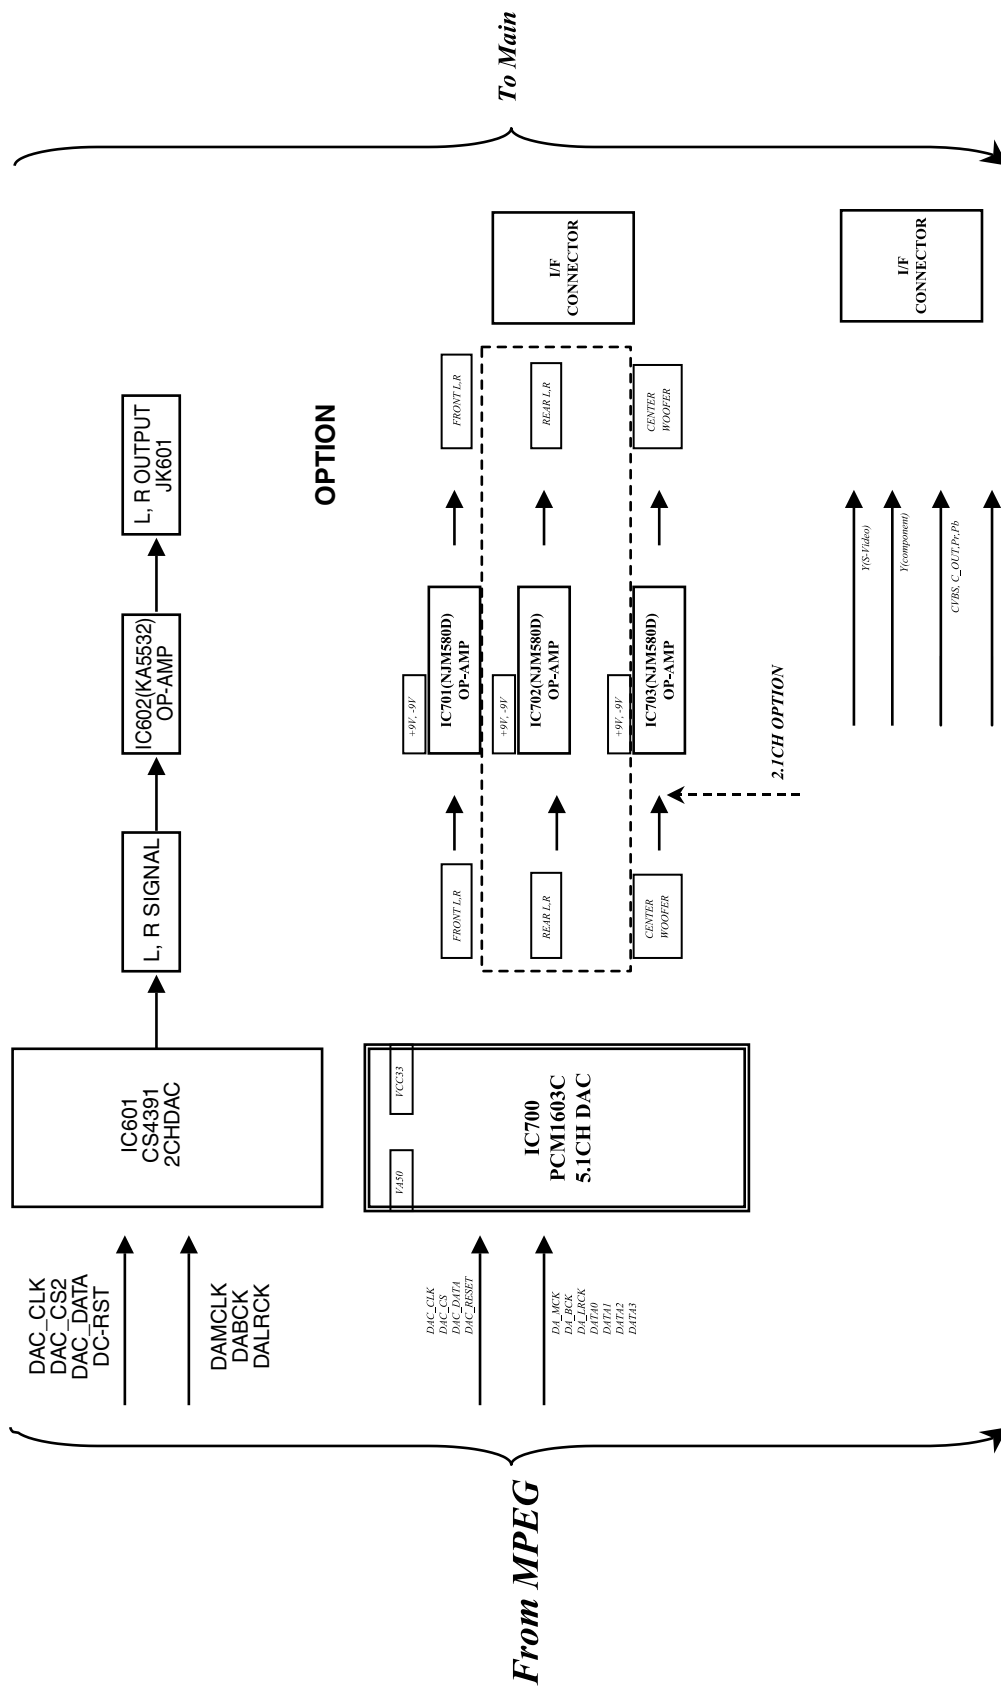 From MPEG
DAC_CLK
DAC_CS2
DAC_DATA
DC-RST
DAMCLK
DABCK
DALRCK
IC601
CS4391
2CHDAC
L, R SIGNAL
IC602(KA5532)
OP-AMP
L, R OUTPUT
JK601
OPTION
DAC_CLK
DAC_CS
DAC_DATA
DAC_RESET
DA_MCK
DA_BCK
DA_LRCK
DATA0
DATA1
DATA2
DATA3
VA50
VCC33
IC700
PCM1603C
5.1CH DAC
FRONT L,R
+9V, -9V
IC701(NJM580D)
OP-AMP
FRONT L,R
REAR L,R
+9V, -9V
IC702(NJM580D)
OP-AMP
REAR L,R
CENTER
WOOFER
+9V, -9V
IC703(NJM580D)
OP-AMP
CENTER
WOOFER
I/F
CONNECTOR
2.1CH OPTION
Y(S-Video)
Y(component)
CVBS, C_OUT,Pr,Pb
I/F
CONNECTOR
To Main